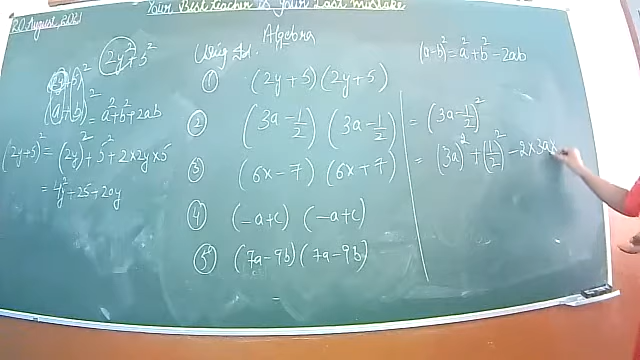 Your Best teacher is your Last mistake
20 August, 2021
Algebra
Using Id.
2y² + 5²
(2y+5)²
(a+b)² = a² + b² + 2ab
(2y+5)² = (2y)² + 5² + 2×2y×5
= 4y² + 25 + 20y
① (2y+5) (2y+5)
② (3a - 1/2) (3a - 1/2)
③ (6x - 7) (6x + 7)
④ (-a+c) (-a+c)
⑤ (7a - 9b) (7a - 9b)
(a-b)² = a² + b² - 2ab
= (3a - 1/2)²
= (3a)² + (1/2)² - 2×3a×